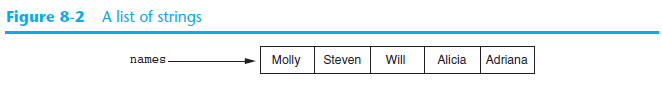 Figure 8-2 A list of strings
names Molly Steven Will Alicia Adriana